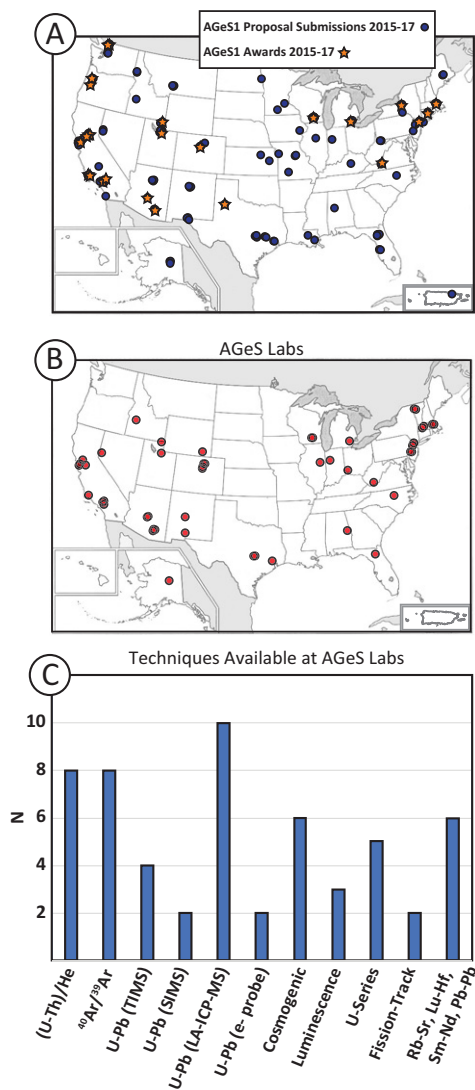 A
AGeS1 Proposal Submissions 2015-17
AGeS1 Awards 2015-17
B
AGeS Labs
C
Techniques Available at AGeS Labs
N
10
8
6
4
2
(U-Th)/He
⁴⁰Ar/³⁹Ar
U-Pb (TIMS)
U-Pb (SIMS)
U-Pb (LA-ICP-MS)
U-Pb (e- probe)
Cosmogenic
Luminescence
U-Series
Fission-Track
Rb-Sr, Lu-Hf,
Sm-Nd, Pb-Pb